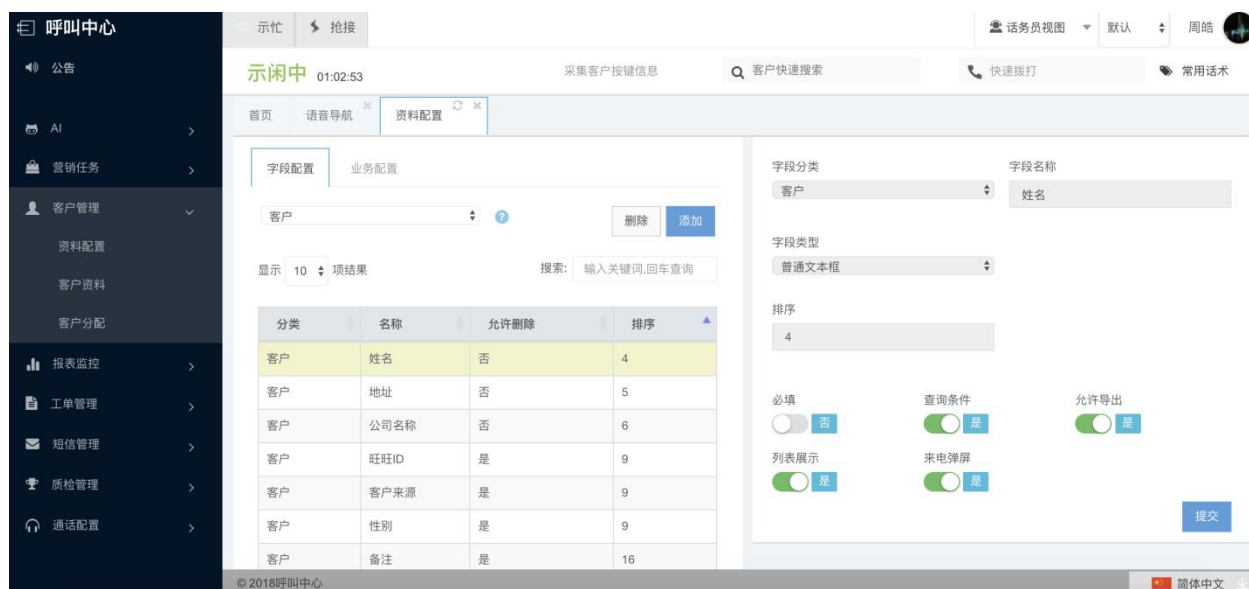 呼叫中心
示忙 抢接 话务员视图 默认 周皓
公告
示闲中 01:02:53 采集客户按键信息 客户快速搜索 快速拨打 常用话术
首页 语音导航 资料配置
AI
营销任务
客户管理
资料配置
客户资料
客户分配
报表监控
工单管理
短信管理
质检管理
通话配置
字段配置 业务配置
客户 ? 删除 添加
显示 10 项结果 搜索: 输入关键词,回车查询
分类 名称 允许删除 排序
客户 姓名 否 4
客户 地址 否 5
客户 公司名称 否 6
客户 旺旺ID 是 9
客户 客户来源 是 9
客户 性别 是 9
客户 备注 是 16
字段分类 字段名称
客户 姓名
字段类型
普通文本框
排序
4
必填 查询条件 允许导出
否 是 是
列表展示 来电弹屏
是 是
提交
© 2018呼叫中心 简体中文